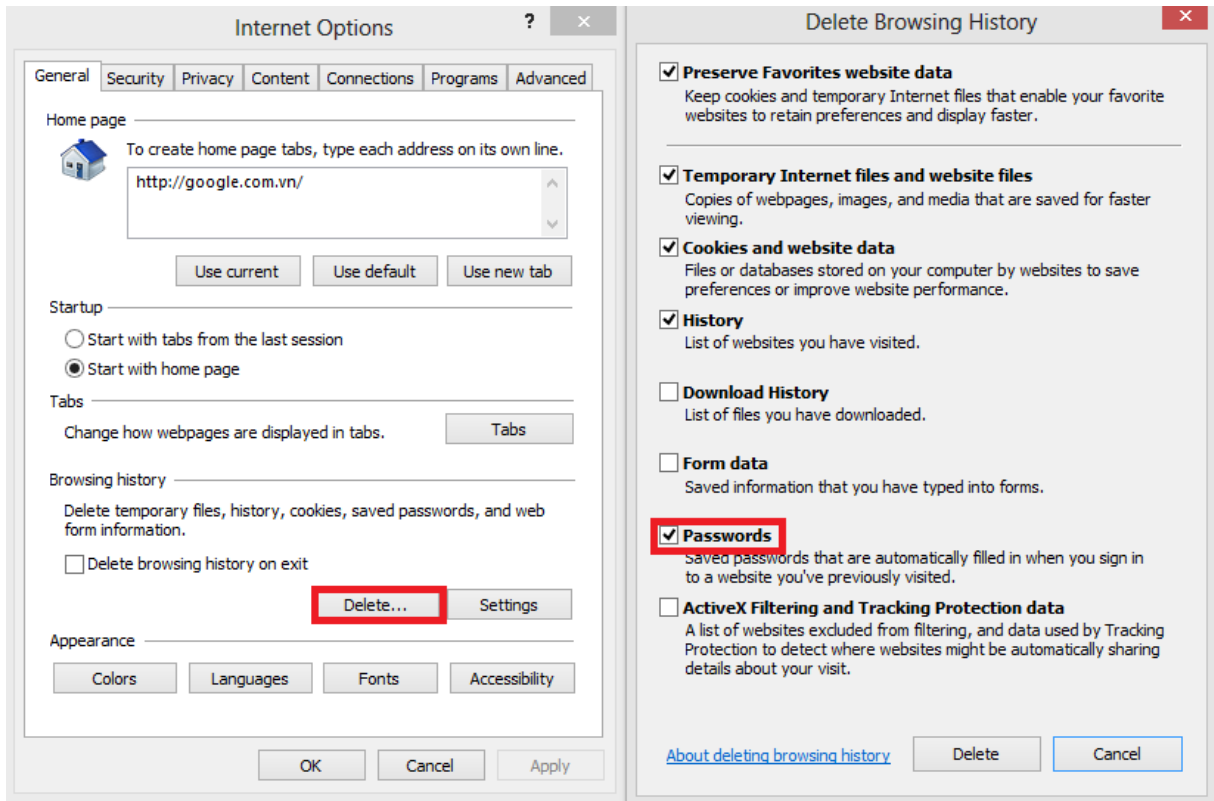 Internet Options
?
General Security Privacy Content Connections Programs Advanced
Home page
To create home page tabs, type each address on its own line.
http://google.com.vn/
Use current Use default Use new tab
Startup
Start with tabs from the last session
Start with home page
Tabs
Change how webpages are displayed in tabs.
Tabs
Browsing history
Delete temporary files, history, cookies, saved passwords, and web
form information.
Delete browsing history on exit
Delete... Settings
Appearance
Colors Languages Fonts Accessibility
OK Cancel Apply
Delete Browsing History
Preserve Favorites website data
Keep cookies and temporary Internet files that enable your favorite
websites to retain preferences and display faster.
Temporary Internet files and website files
Copies of webpages, images, and media that are saved for faster
viewing.
Cookies and website data
Files or databases stored on your computer by websites to save
preferences or improve website performance.
History
List of websites you have visited.
Download History
List of files you have downloaded.
Form data
Saved information that you have typed into forms.
Passwords
Saved passwords that are automatically filled in when you sign in
to a website you've previously visited.
ActiveX Filtering and Tracking Protection data
A list of websites excluded from filtering, and data used by Tracking
Protection to detect where websites might be automatically sharing
details about your visit.
About deleting browsing history Delete Cancel